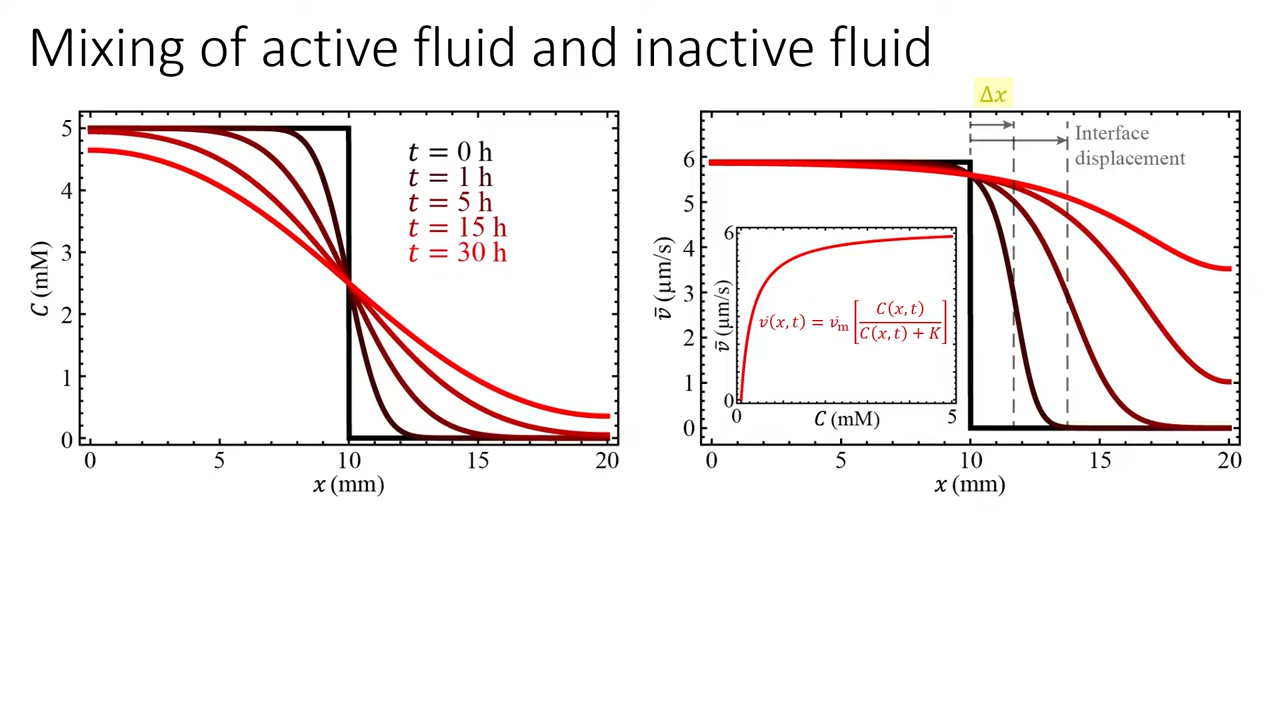 Mixing of active fluid and inactive fluid
Δx
5
4
3
2
1
0
C (mM)
t = 0 h
t = 1 h
t = 5 h
t = 15 h
t = 30 h
0 5 10 15 20
x (mm)
Interface
displacement
6
5
4
3
2
1
0
v̄ (μm/s)
6
0
v̄ (μm/s)
v̄(x, t) = v̄m [C(x, t) / C(x, t) + K]
0 5
C (mM)
0 5 10 15 20
x (mm)